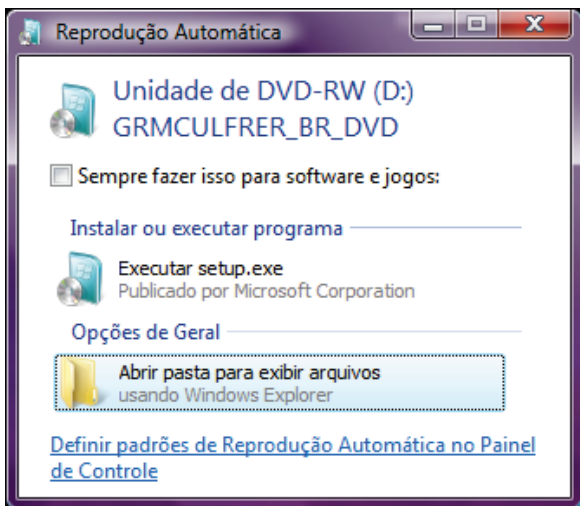 Reprodução Automática
Unidade de DVD-RW (D:)
GRMCULFRER_BR_DVD
Sempre fazer isso para software e jogos:
Instalar ou executar programa
Executar setup.exe
Publicado por Microsoft Corporation
Opções de Geral
Abrir pasta para exibir arquivos
usando Windows Explorer
Definir padrões de Reprodução Automática no Painel
de Controle